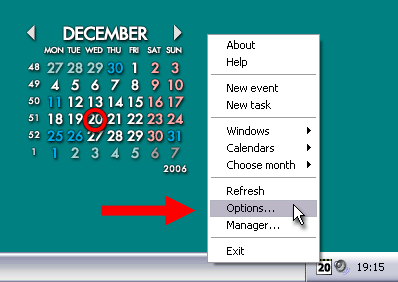 DECEMBER
MON TUE WED THU FRI SAT SUN
48 27 28 29 30 1 2 3
49 4 5 6 7 8 9 10
50 11 12 13 14 15 16 17
51 18 19 20 21 22 23 24
52 25 26 27 28 29 30 31
1 1 2 3 4 5 6 7
2006
About
Help
New event
New task
Windows
Calendars
Choose month
Refresh
Options...
Manager...
Exit
20 19:15